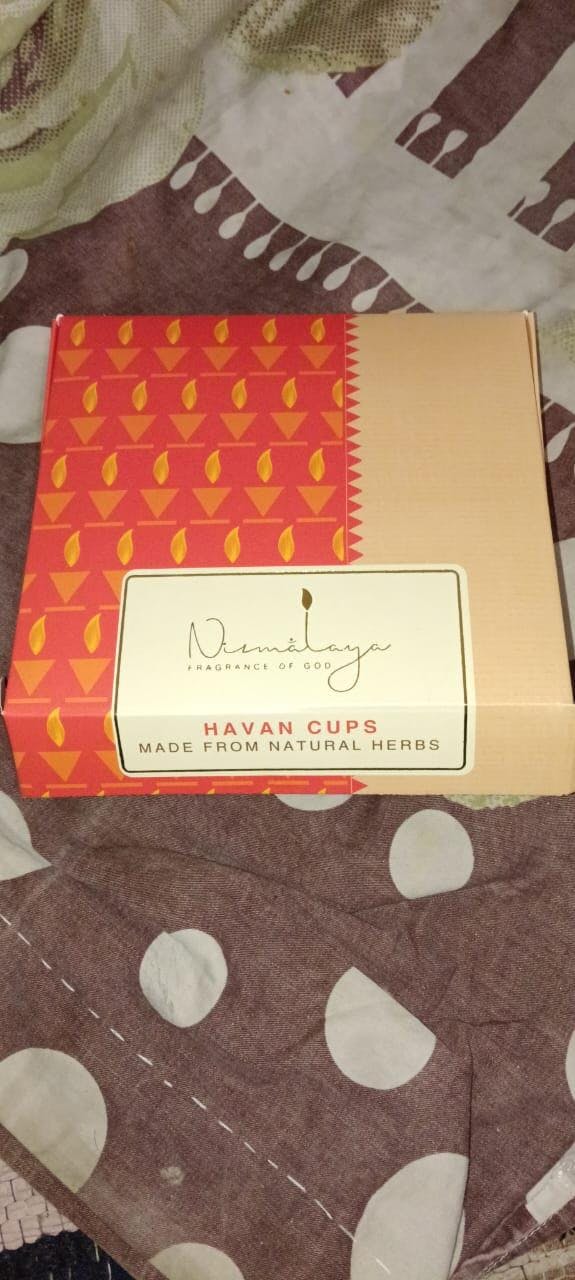 Nirmalaya
FRAGRANCE OF GOD
HAVAN CUPS
MADE FROM NATURAL HERBS